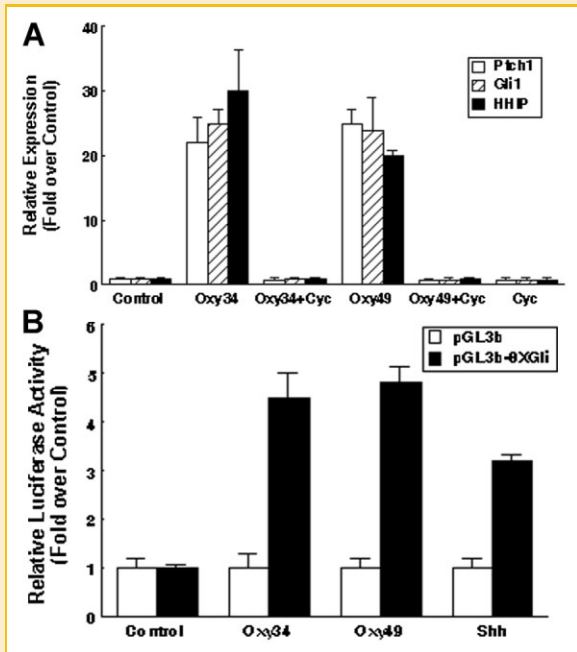 A
40
30
20
10
0
Relative Expression
(Fold over Control)
Ptch1
Gli1
HHIP
Control Oxy34 Oxy34+Cyc Oxy49 Oxy49+Cyc Cyc
B
6
5
4
3
2
1
0
Relative Luciferase Activity
(Fold over Control)
pGL3b
pGL3b-8XGli
Control Oxy34 Oxy49 Shh